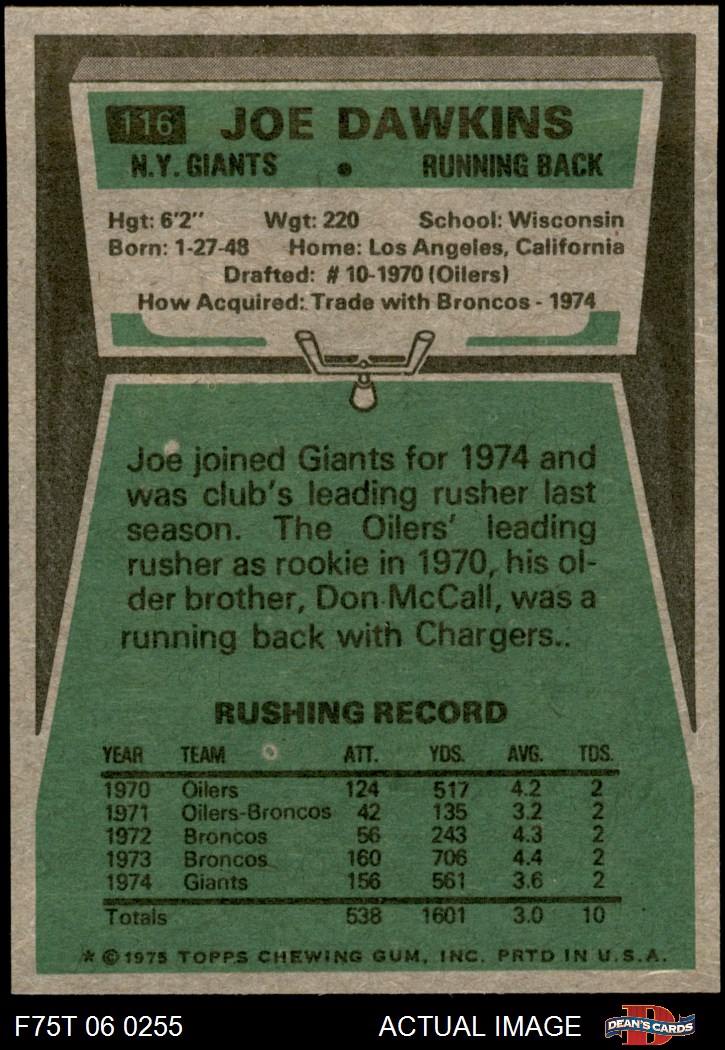 116 JOE DAWKINS
N.Y. GIANTS • RUNNING BACK
Hgt: 6'2" Wgt: 220 School: Wisconsin
Born: 1-27-48 Home: Los Angeles, California
Drafted: #10-1970 (Oilers)
How Acquired: Trade with Broncos - 1974
Joe joined Giants for 1974 and
was club's leading rusher last
season. The Oilers' leading
rusher as rookie in 1970, his ol-
der brother, Don McCall, was a
running back with Chargers..
RUSHING RECORD
YEAR TEAM ATT. YDS. AVG. TDS.
1970 Oilers 124 517 4.2 2
1971 Oilers-Broncos 42 135 3.2 2
1972 Broncos 56 243 4.3 2
1973 Broncos 160 706 4.4 2
1974 Giants 156 561 3.6 2
Totals 538 1601 3.0 10
* © 1975 TOPPS CHEWING GUM, INC. PRTD IN U.S.A.
F75T 06 0255 ACTUAL IMAGE D DEAN'S CARDS